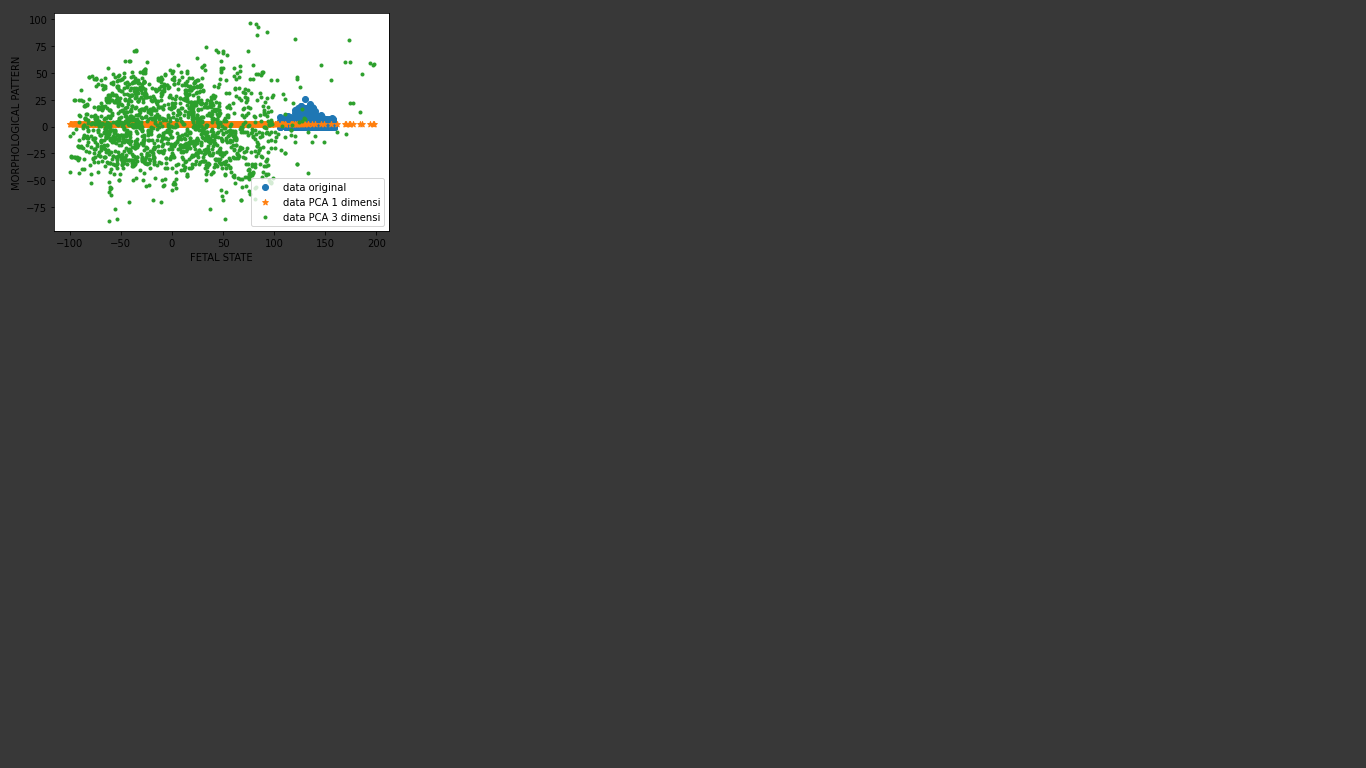 100
75
50
25
0
−25
−50
−75
MORPHOLOGICAL PATTERN
data original
data PCA 1 dimensi
data PCA 3 dimensi
−100 −50 0 50 100 150 200
FETAL STATE